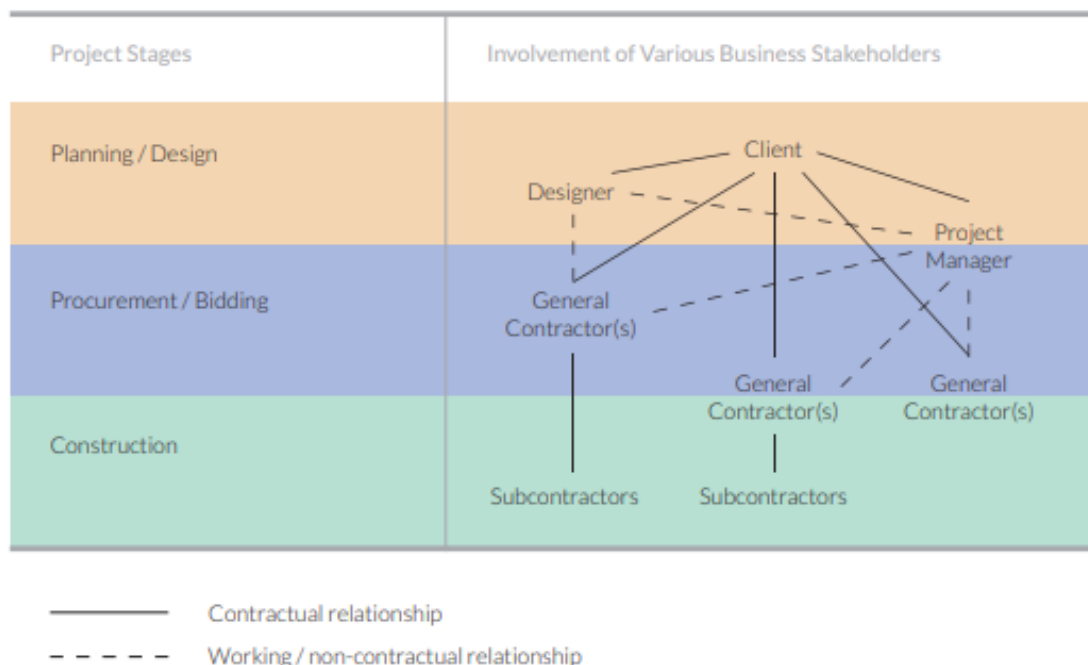 Project Stages
Involvement of Various Business Stakeholders
Planning / Design
Client
Designer
Project
Manager
Procurement / Bidding
General
Contractor(s)
General
Contractor(s)
General
Contractor(s)
Construction
Subcontractors
Subcontractors
Contractual relationship
Working / non-contractual relationship